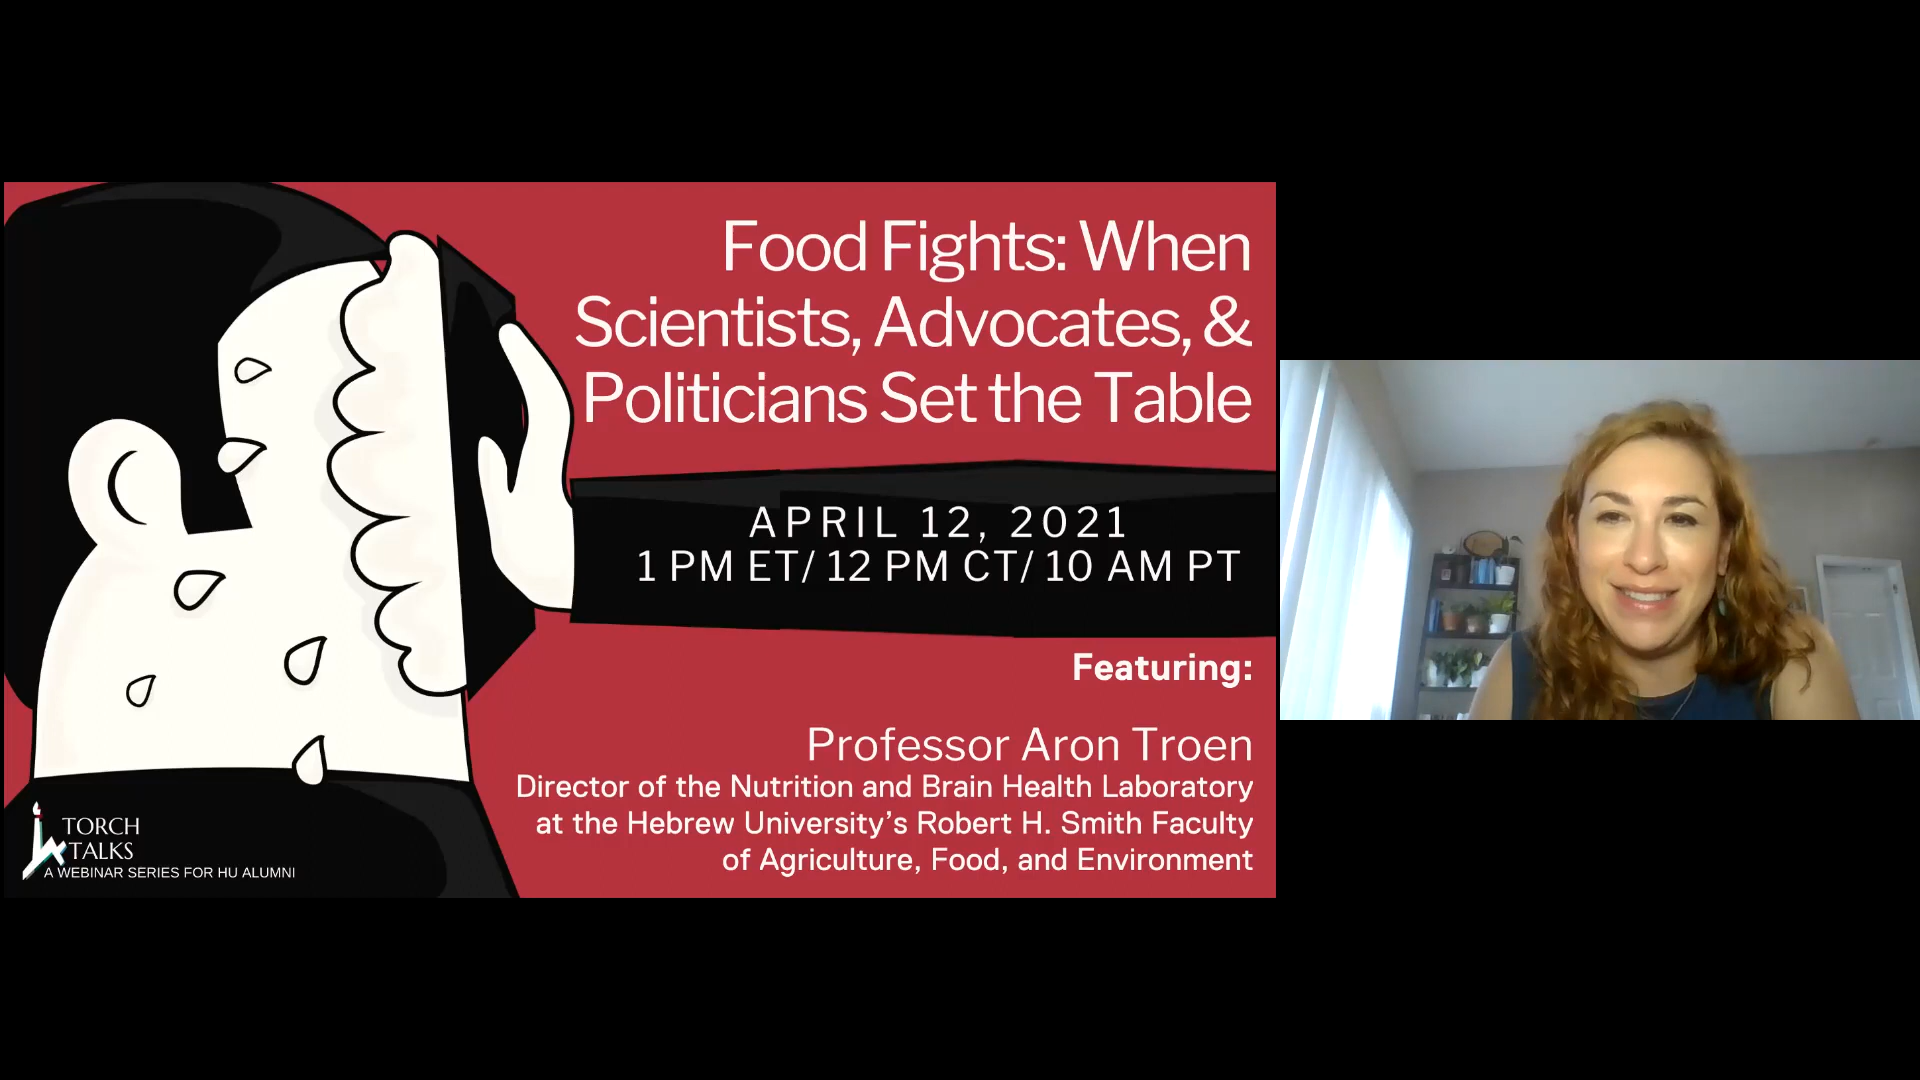 Food Fights: When
Scientists, Advocates, &
Politicians Set the Table
APRIL 12, 2021
1 PM ET/ 12 PM CT/ 10 AM PT
Featuring:
Professor Aron Troen
Director of the Nutrition and Brain Health Laboratory
at the Hebrew University’s Robert H. Smith Faculty
of Agriculture, Food, and Environment
TORCH
TALKS
A WEBINAR SERIES FOR HU ALUMNI